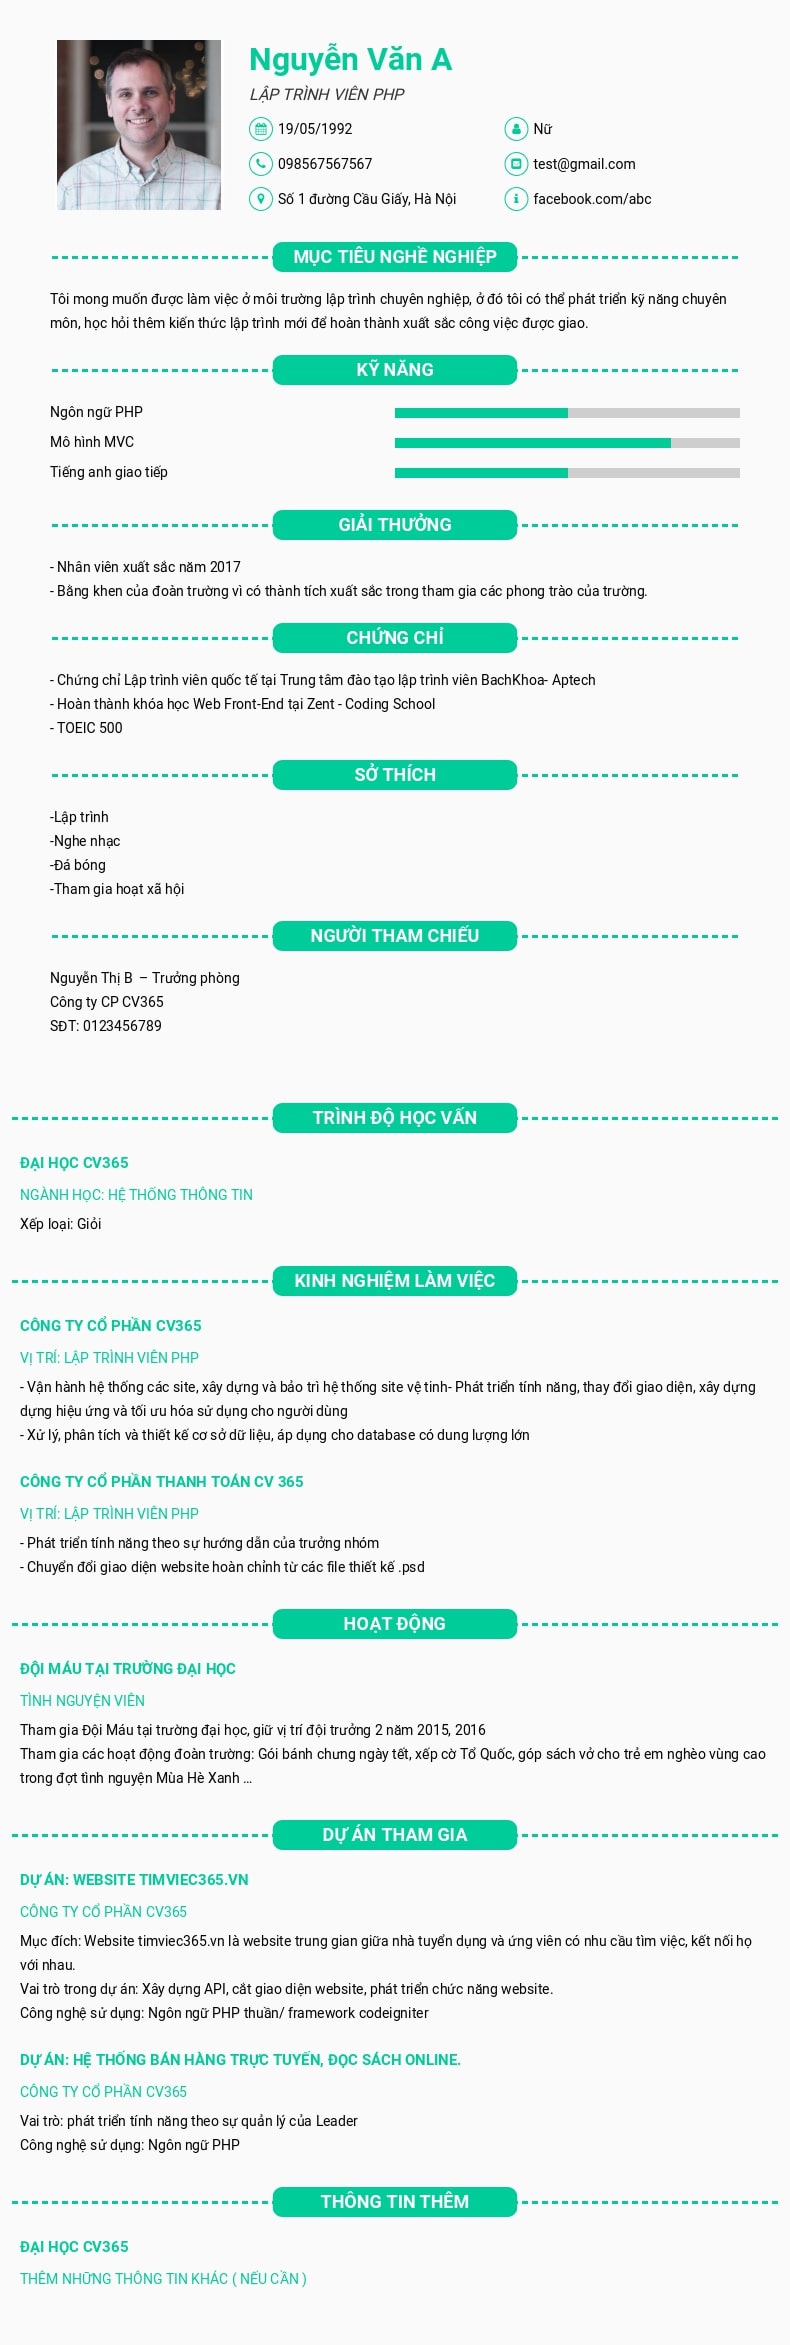 Nguyễn Văn A
LẬP TRÌNH VIÊN PHP
19/05/1992
Nữ
098567567567
test@gmail.com
Số 1 đường Cầu Giấy, Hà Nội
facebook.com/abc
MỤC TIÊU NGHỀ NGHIỆP
Tôi mong muốn được làm việc ở môi trường lập trình chuyên nghiệp, ở đó tôi có thể phát triển kỹ năng chuyên
môn, học hỏi thêm kiến thức lập trình mới để hoàn thành xuất sắc công việc được giao.
KỸ NĂNG
Ngôn ngữ PHP
Mô hình MVC
Tiếng anh giao tiếp
GIẢI THƯỞNG
- Nhân viên xuất sắc năm 2017
- Bằng khen của đoàn trường vì có thành tích xuất sắc trong tham gia các phong trào của trường.
CHỨNG CHỈ
- Chứng chỉ Lập trình viên quốc tế tại Trung tâm đào tạo lập trình viên BachKhoa- Aptech
- Hoàn thành khóa học Web Front-End tại Zent - Coding School
- TOEIC 500
SỞ THÍCH
-Lập trình
-Nghe nhạc
-Đá bóng
-Tham gia hoạt xã hội
NGƯỜI THAM CHIẾU
Nguyễn Thị B – Trưởng phòng
Công ty CP CV365
SĐT: 0123456789
TRÌNH ĐỘ HỌC VẤN
ĐẠI HỌC CV365
NGÀNH HỌC: HỆ THỐNG THÔNG TIN
Xếp loại: Giỏi
KINH NGHIỆM LÀM VIỆC
CÔNG TY CỔ PHẦN CV365
VỊ TRÍ: LẬP TRÌNH VIÊN PHP
- Vận hành hệ thống các site, xây dựng và bảo trì hệ thống site vệ tinh- Phát triển tính năng, thay đổi giao diện, xây dựng
dựng hiệu ứng và tối ưu hóa sử dụng cho người dùng
- Xử lý, phân tích và thiết kế cơ sở dữ liệu, áp dụng cho database có dung lượng lớn
CÔNG TY CỔ PHẦN THANH TOÁN CV 365
VỊ TRÍ: LẬP TRÌNH VIÊN PHP
- Phát triển tính năng theo sự hướng dẫn của trưởng nhóm
- Chuyển đổi giao diện website hoàn chỉnh từ các file thiết kế .psd
HOẠT ĐỘNG
ĐỘI MÁU TẠI TRƯỜNG ĐẠI HỌC
TÌNH NGUYỆN VIÊN
Tham gia Đội Máu tại trường đại học, giữ vị trí đội trưởng 2 năm 2015, 2016
Tham gia các hoạt động đoàn trường: Gói bánh chưng ngày tết, xếp cờ Tổ Quốc, góp sách vở cho trẻ em nghèo vùng cao
trong đợt tình nguyện Mùa Hè Xanh ...
DỰ ÁN THAM GIA
DỰ ÁN: WEBSITE TIMVIEC365.VN
CÔNG TY CỔ PHẦN CV365
Mục đích: Website timviec365.vn là website trung gian giữa nhà tuyển dụng và ứng viên có nhu cầu tìm việc, kết nối họ
với nhau.
Vai trò trong dự án: Xây dựng API, cắt giao diện website, phát triển chức năng website.
Công nghệ sử dụng: Ngôn ngữ PHP thuần/ framework codeigniter
DỰ ÁN: HỆ THỐNG BÁN HÀNG TRỰC TUYẾN, ĐỌC SÁCH ONLINE.
CÔNG TY CỔ PHẦN CV365
Vai trò: phát triển tính năng theo sự quản lý của Leader
Công nghệ sử dụng: Ngôn ngữ PHP
THÔNG TIN THÊM
ĐẠI HỌC CV365
THÊM NHỮNG THÔNG TIN KHÁC ( NẾU CẦN )